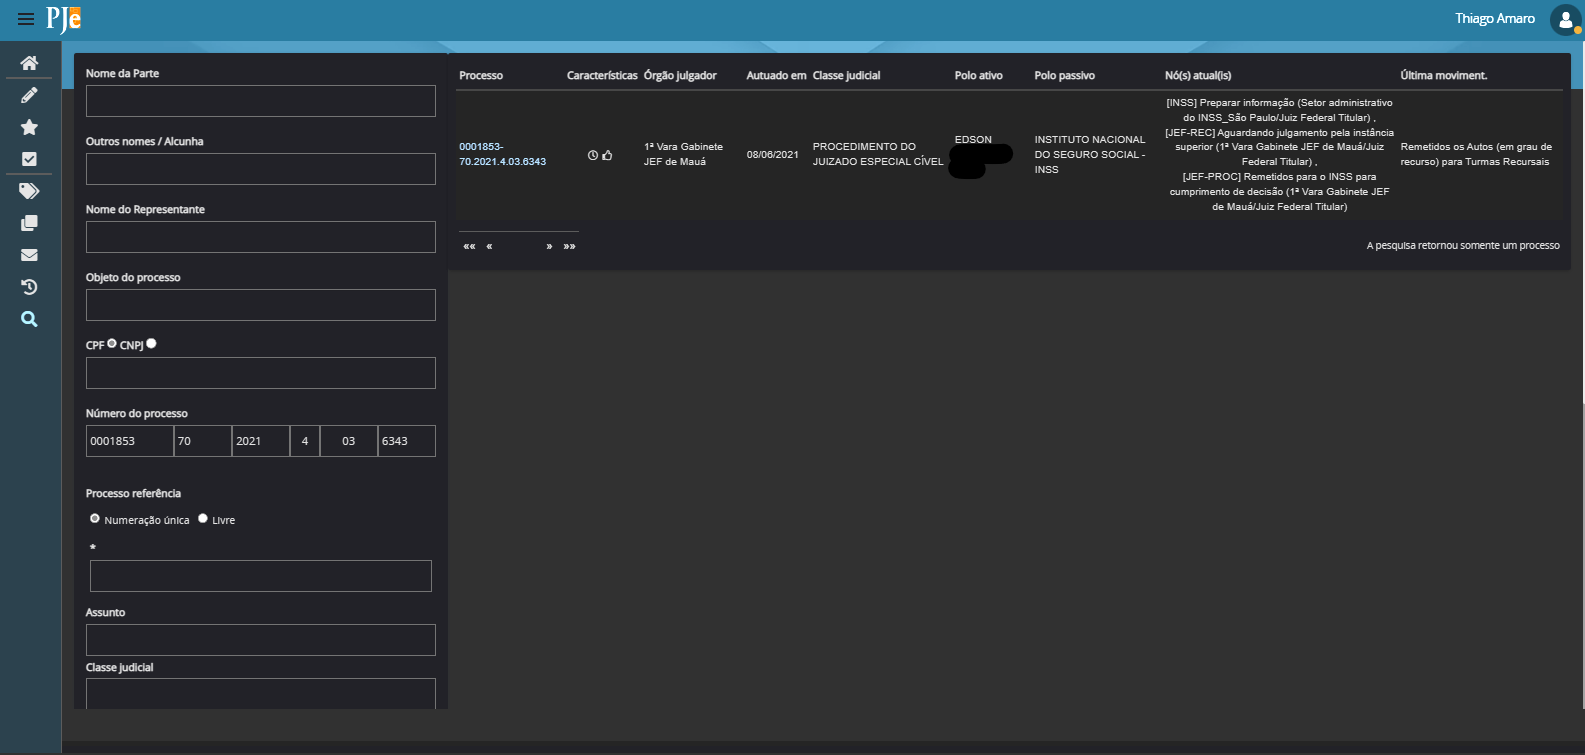 PJe
Thiago Amaro
Nome da Parte
Outros nomes / Alcunha
Nome do Representante
Objeto do processo
CPF CNPJ
Número do processo
0001853 70 2021 4 03 6343
Processo referência
Numeração única Livre
*
Assunto
Classe judicial
Processo Características Órgão julgador Autuado em Classe judicial Polo ativo Polo passivo Nó(s) atual(is) Última moviment.
0001853-
70.2021.4.03.6343
1ª Vara Gabinete
JEF de Mauá
08/06/2021
PROCEDIMENTO DO
JUIZADO ESPECIAL CÍVEL
EDSON
INSTITUTO NACIONAL
DO SEGURO SOCIAL -
INSS
[INSS] Preparar informação (Setor administrativo
do INSS_São Paulo/Juiz Federal Titular) ,
[JEF-REC] Aguardando julgamento pela instância
superior (1ª Vara Gabinete JEF de Mauá/Juiz
Federal Titular) ,
[JEF-PROC] Remetidos para o INSS para
cumprimento de decisão (1ª Vara Gabinete JEF
de Mauá/Juiz Federal Titular)
Remetidos os Autos (em grau de
recurso) para Turmas Recursais
«« « » »»
A pesquisa retornou somente um processo